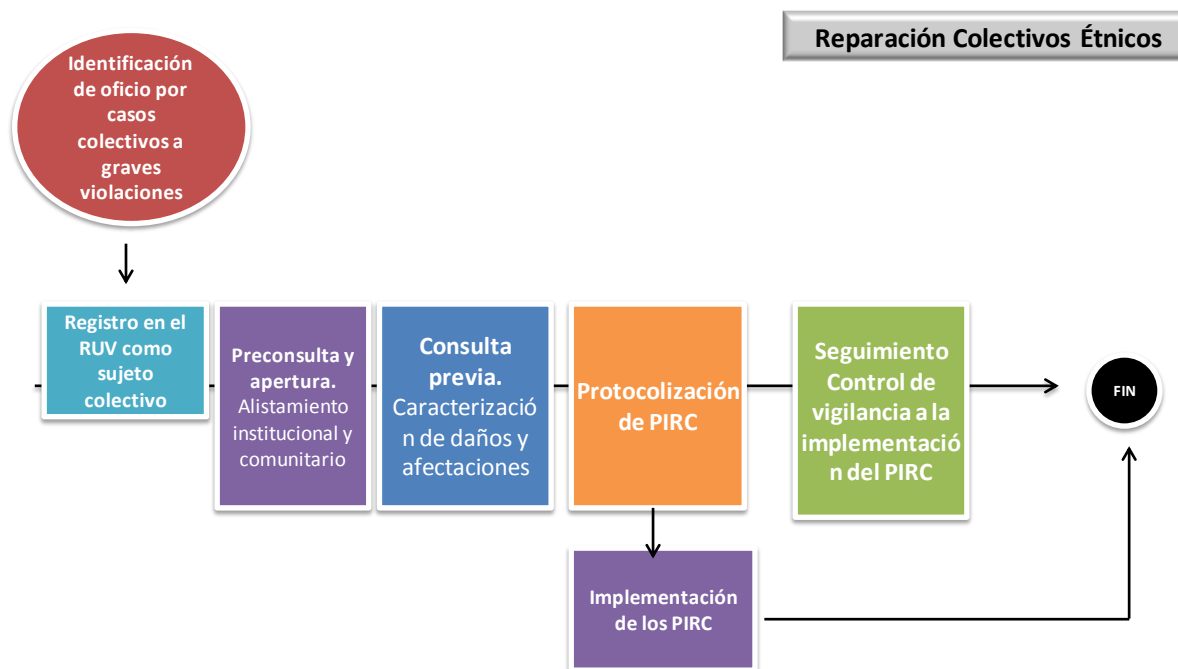 Reparación Colectivos Étnicos
Identificación
de oficio por
casos
colectivos a
graves
violaciones
Registro en el
RUV como
sujeto
colectivo
Preconsulta y
apertura.
Alistamiento
institucional y
comunitario
Consulta
previa.
Caracterizació
n de daños y
afectaciones
Protocolización
de PIRC
Seguimiento
Control de
vigilancia a la
implementació
n del PIRC
FIN
Implementación
de los PIRC